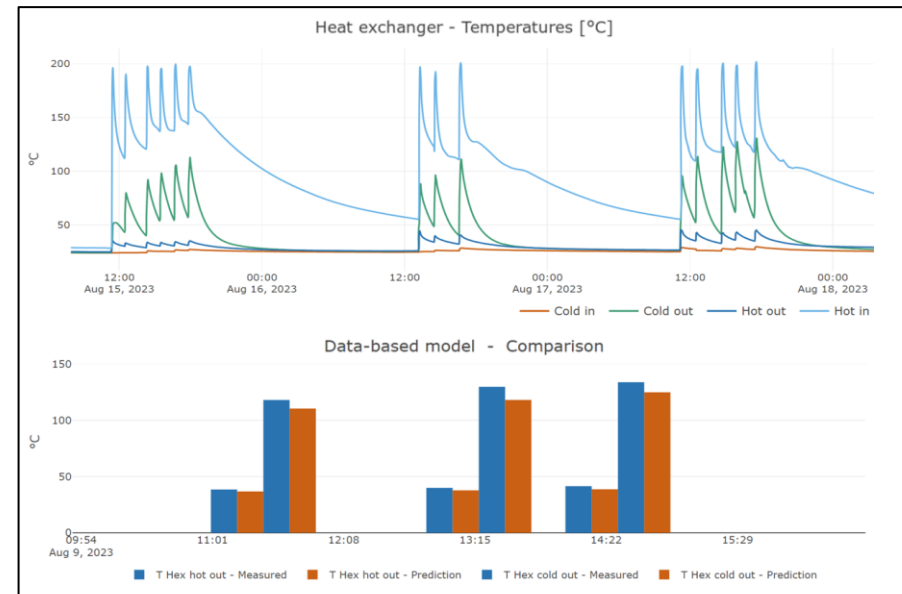 Heat exchanger - Temperatures [°C]
200
150
100
50
°C
12:00 00:00 12:00 00:00 12:00 00:00
Aug 15, 2023 Aug 16, 2023 Aug 17, 2023 Aug 18, 2023
Cold in Cold out Hot out Hot in
Data-based model - Comparison
150
100
50
0
°C
09:54 11:01 12:08 13:15 14:22 15:29
Aug 9, 2023
T Hex hot out - Measured T Hex hot out - Prediction T Hex cold out - Measured T Hex cold out - Prediction